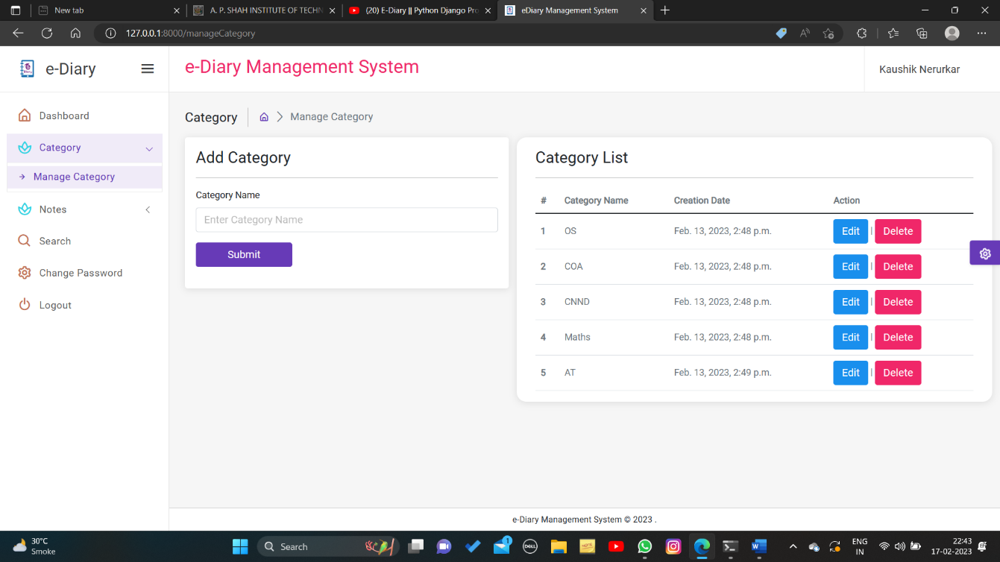 New tab
A. P. SHAH INSTITUTE OF TECHN
(20) E-Diary || Python Django Pro
eDiary Management System
127.0.0.1:8000/manageCategory
e-Diary
e-Diary Management System
Kaushik Nerurkar
Dashboard
Category
Manage Category
Notes
Search
Change Password
Logout
Category
Manage Category
Add Category
Category Name
Enter Category Name
Submit
Category List
# Category Name Creation Date Action
1 OS Feb. 13, 2023, 2:48 p.m. Edit | Delete
2 COA Feb. 13, 2023, 2:48 p.m. Edit | Delete
3 CNND Feb. 13, 2023, 2:48 p.m. Edit | Delete
4 Maths Feb. 13, 2023, 2:48 p.m. Edit | Delete
5 AT Feb. 13, 2023, 2:49 p.m. Edit | Delete
e-Diary Management System © 2023 .
30°C
Smoke
Search
1
DELL
ENG
IN
22:43
17-02-2023